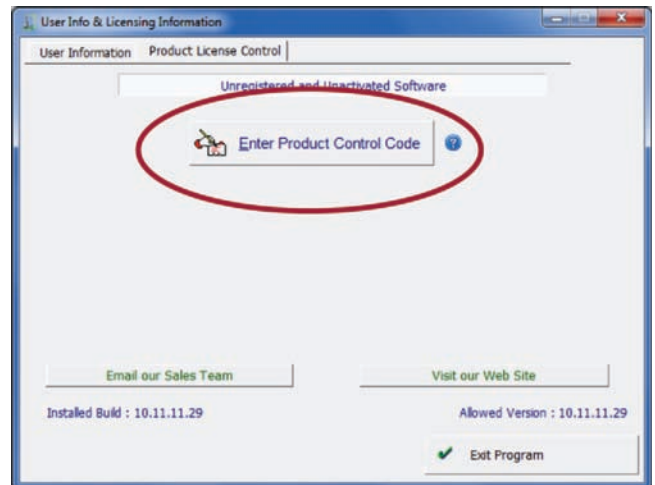 User Info & Licensing Information
User Information Product License Control
Unregistered and Unactivated Software
Enter Product Control Code
Email our Sales Team Visit our Web Site
Installed Build : 10.11.11.29 Allowed Version : 10.11.11.29
Exit Program